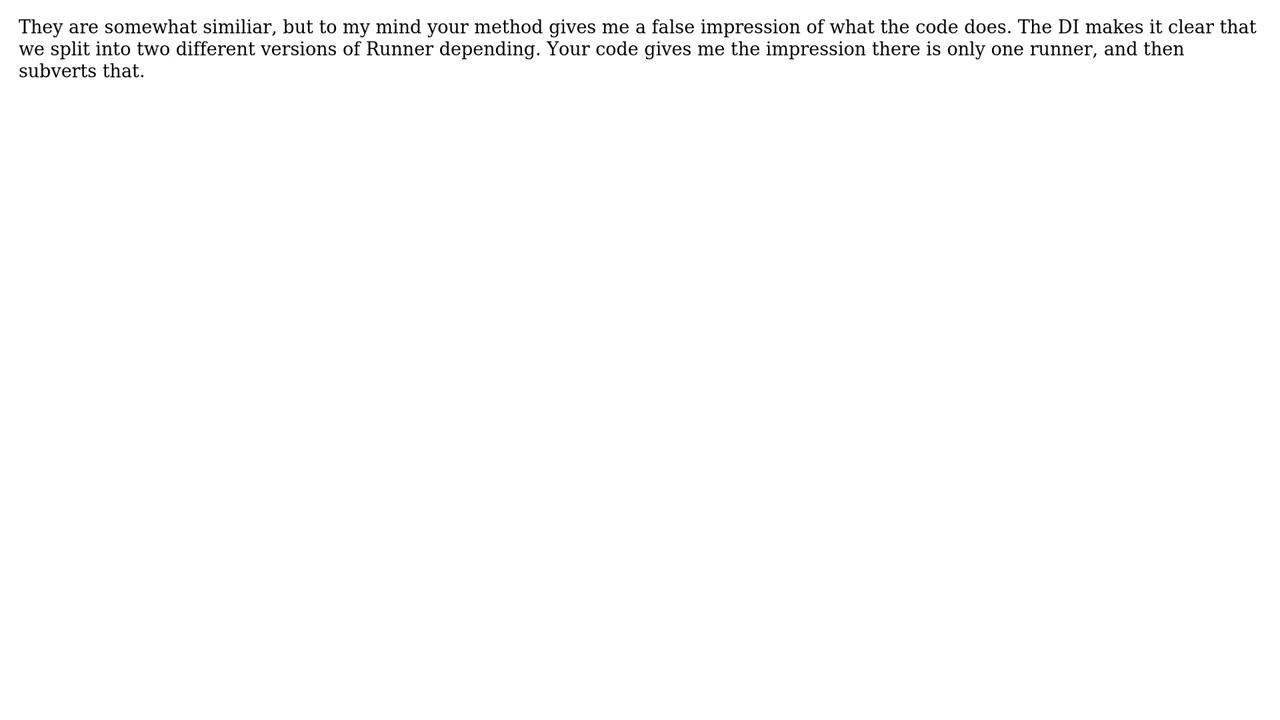 They are somewhat similiar, but to my mind your method gives me a false impression of what the code does. The DI makes it clear that
we split into two different versions of Runner depending. Your code gives me the impression there is only one runner, and then
subverts that.